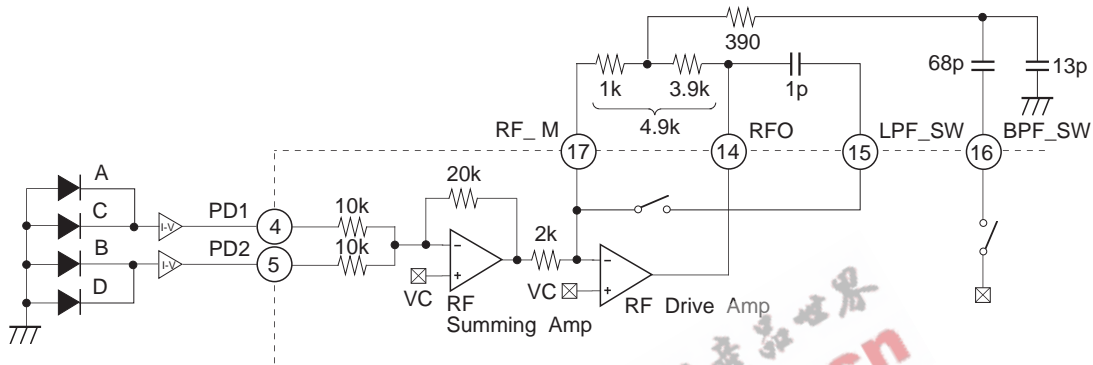 390
1k
3.9k
1p
68p
13p
4.9k
RF_ M
RFO
LPF_SW
BPF_SW
17
14
15
16
A
C
B
D
I-V
I-V
PD1
PD2
4
5
10k
10k
20k
2k
VC
RF
Summing Amp
VC
RF Drive Amp